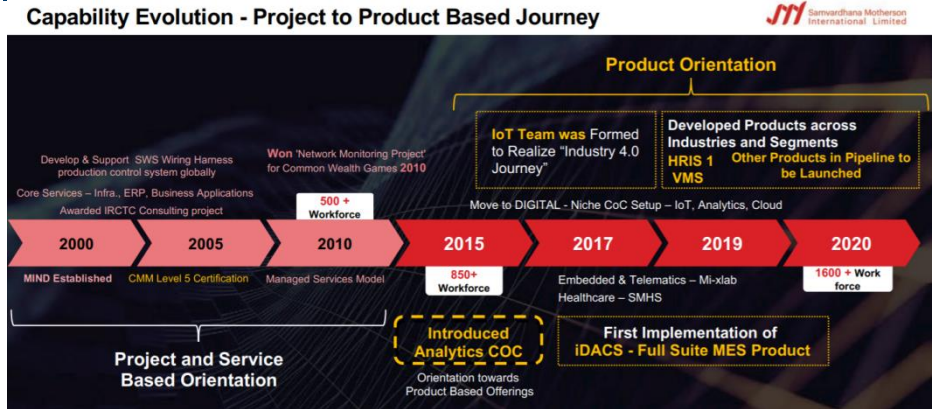 Capability Evolution - Project to Product Based Journey
Samvardhana Motherson
International Limited
Product Orientation
IoT Team was Formed
to Realize “Industry 4.0
Journey”
Developed Products across
Industries and Segments
HRIS 1
VMS
Other Products in Pipeline to
be Launched
Develop & Support SWS Wiring Harness
production control system globally
Core Services – Infra., ERP, Business Applications
Awarded IRCTC Consulting project
Won 'Network Monitoring Project'
for Common Wealth Games 2010
500 +
Workforce
Move to DIGITAL - Niche CoC Setup – IoT, Analytics, Cloud
2000
2005
2010
2015
2017
2019
2020
MIND Established
CMM Level 5 Certification
Managed Services Model
850+
Workforce
Embedded & Telematics – Mi-xlab
Healthcare – SMHS
1600 + Work
force
Project and Service
Based Orientation
Introduced
Analytics COC
Orientation towards
Product Based Offerings
First Implementation of
iDACS - Full Suite MES Product